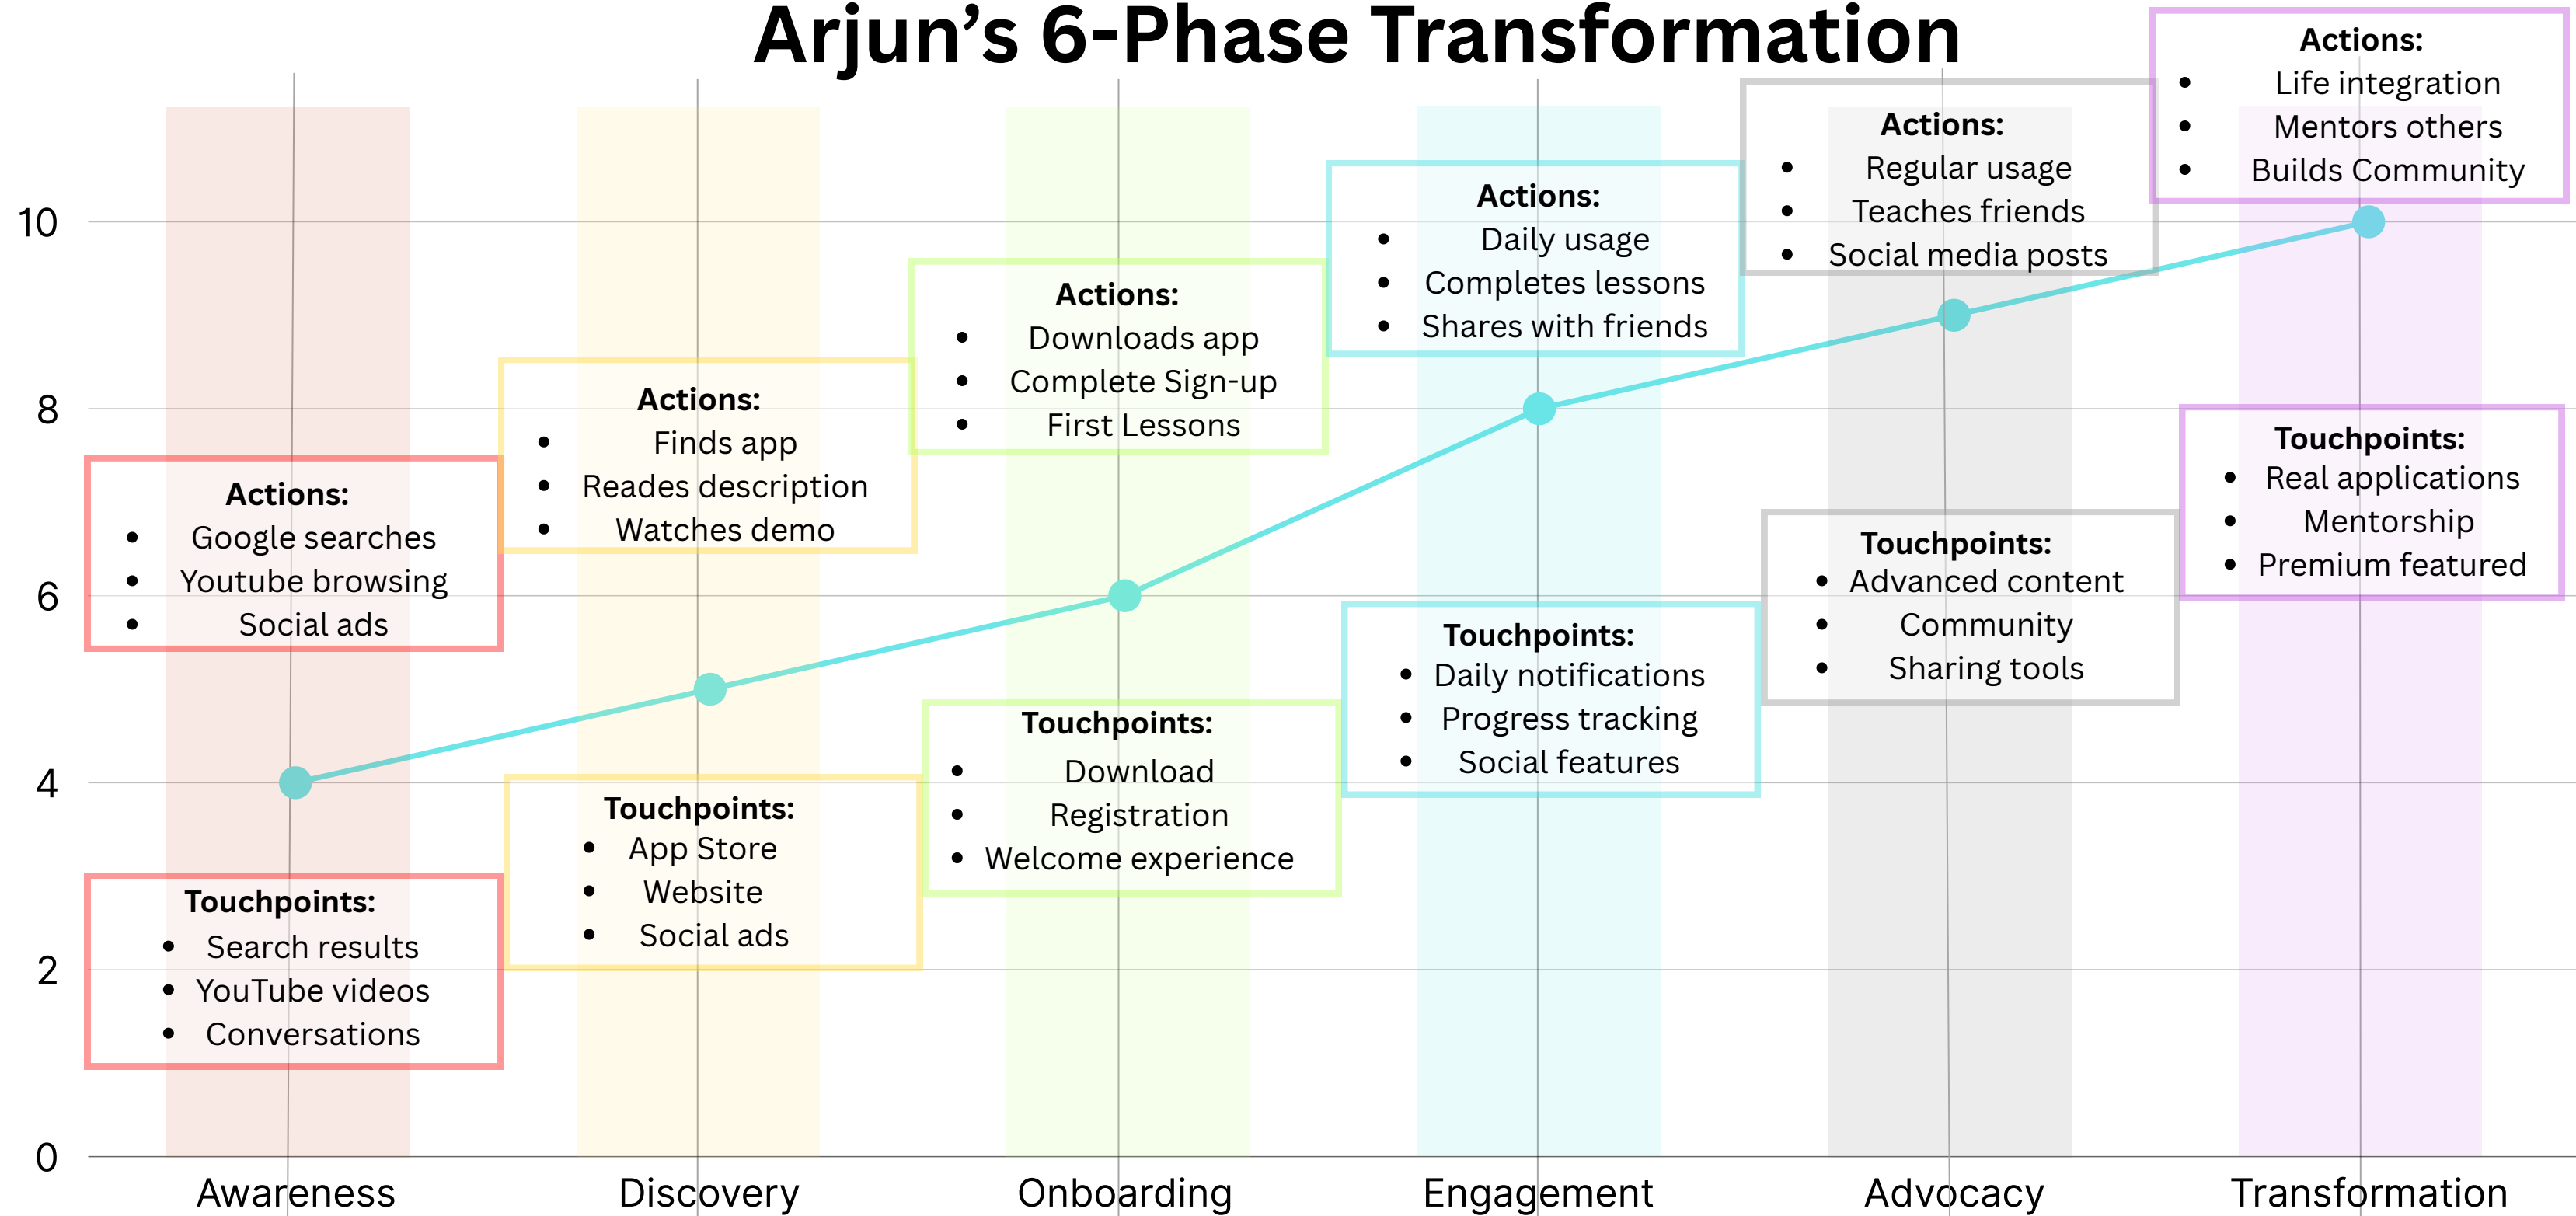 Arjun’s 6-Phase Transformation
Actions:
• Life integration
• Mentors others
• Builds Community
Actions:
• Regular usage
• Teaches friends
• Social media posts
Actions:
• Daily usage
• Completes lessons
• Shares with friends
Actions:
• Downloads app
• Complete Sign-up
• First Lessons
Actions:
• Finds app
• Reades description
• Watches demo
Actions:
• Google searches
• Youtube browsing
• Social ads
Touchpoints:
• Real applications
• Mentorship
• Premium featured
Touchpoints:
• Advanced content
• Community
• Sharing tools
Touchpoints:
• Daily notifications
• Progress tracking
• Social features
Touchpoints:
• Download
• Registration
• Welcome experience
Touchpoints:
• App Store
• Website
• Social ads
Touchpoints:
• Search results
• YouTube videos
• Conversations
10
8
6
4
2
0
Awareness
Discovery
Onboarding
Engagement
Advocacy
Transformation